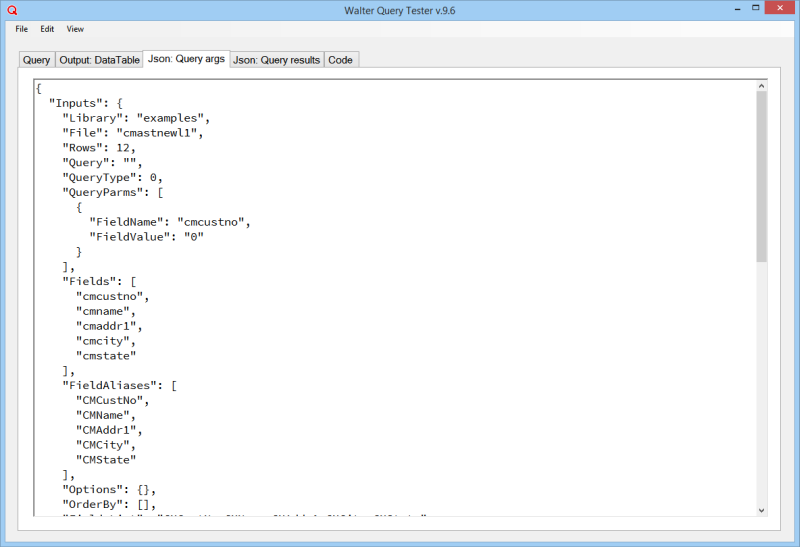 Walter Query Tester v.9.6
File Edit View
Query Output: DataTable Json: Query args Json: Query results Code
{
"Inputs": {
"Library": "examples",
"File": "cmastnewl1",
"Rows": 12,
"Query": "",
"QueryType": 0,
"QueryParms": [
{
"FieldName": "cmcustno",
"FieldValue": "0"
}
],
"Fields": [
"cmcustno",
"cmname",
"cmaddr1",
"cmcity",
"cmstate"
],
"FieldAliases": [
"CMCustNo",
"CMName",
"CMAddr1",
"CMCity",
"CMState"
],
"Options": {},
"OrderBy": [],